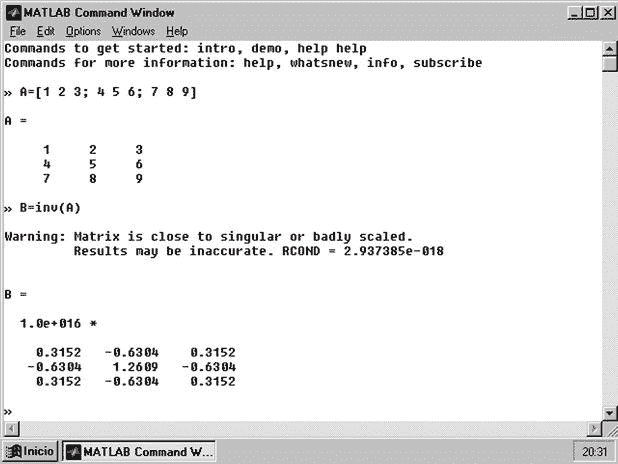 MATLAB Command Window
File Edit Options Windows Help
Commands to get started: intro, demo, help help
Commands for more information: help, whatsnew, info, subscribe
» A=[1 2 3; 4 5 6; 7 8 9]
A =
1 2 3
4 5 6
7 8 9
» B=inv(A)
Warning: Matrix is close to singular or badly scaled.
Results may be inaccurate. RCOND = 2.937385e-018
B =
1.0e+016 *
0.3152 -0.6304 0.3152
-0.6304 1.2609 -0.6304
0.3152 -0.6304 0.3152
»
Inicio MATLAB Command W... 20:31